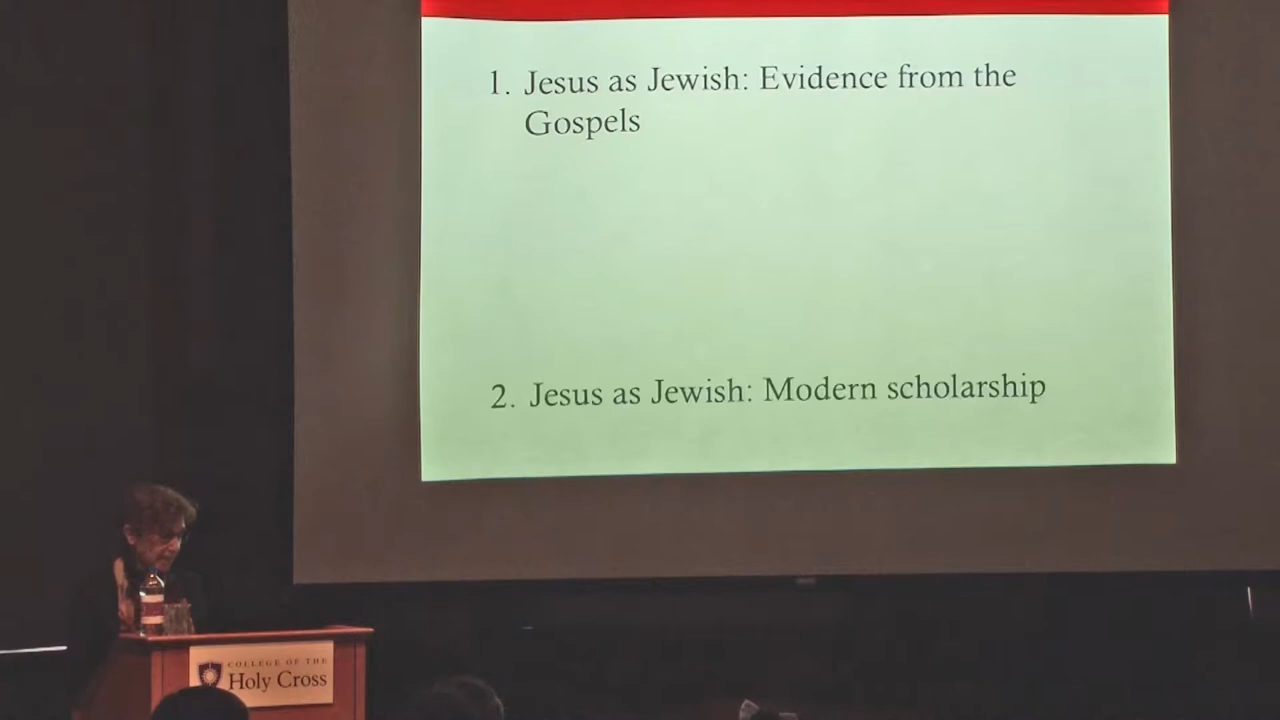 1. Jesus as Jewish: Evidence from the
Gospels
2. Jesus as Jewish: Modern scholarship
COLLEGE OF THE
Holy Cross